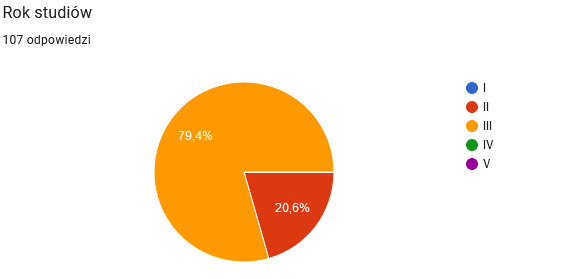 Rok studiów
107 odpowiedzi
79,4%
20,6%
I
II
III
IV
V